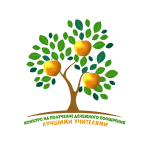 КОНКУРС НА ПОЛУЧЕНИЕ ДЕНЕЖНОГО ПООЩРЕНИЯ
ЛУЧШИМИ УЧИТЕЛЯМИ